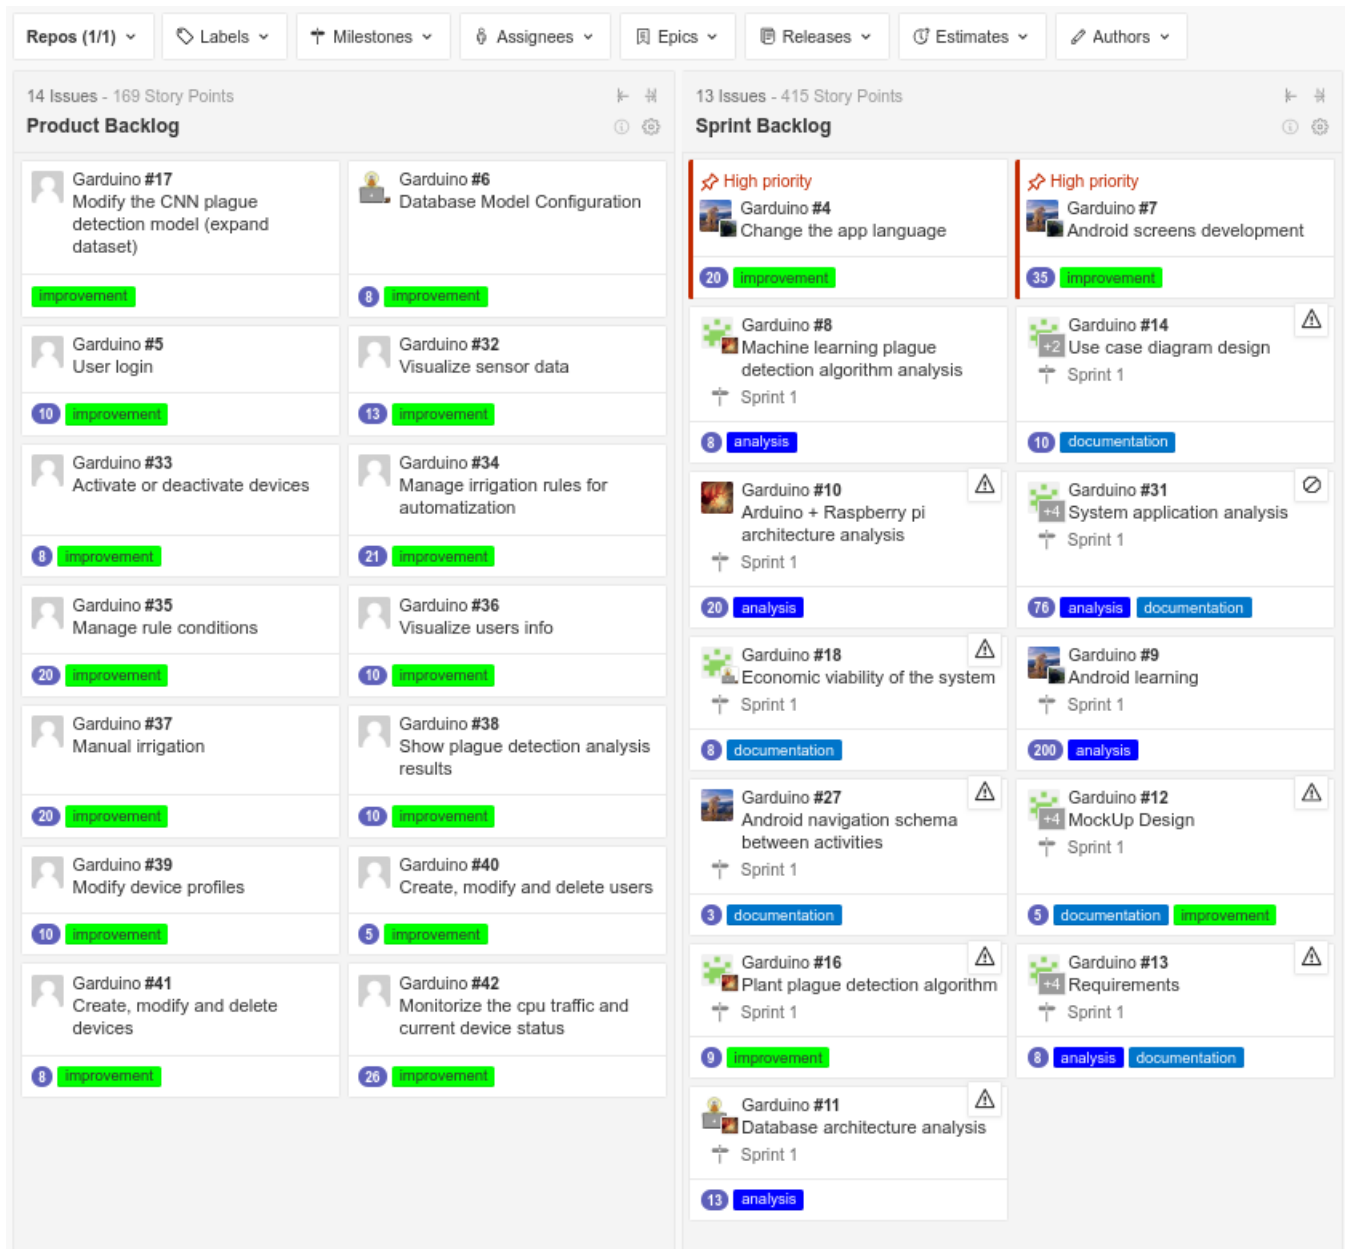 Repos (1/1)
Labels
Milestones
Assignees
Epics
Releases
Estimates
Authors
14 Issues - 169 Story Points
Product Backlog
Garduino #17
Modify the CNN plague
detection model (expand
dataset)
improvement
Garduino #6
Database Model Configuration
8 improvement
Garduino #5
User login
10 improvement
Garduino #32
Visualize sensor data
13 improvement
Garduino #33
Activate or deactivate devices
8 improvement
Garduino #34
Manage irrigation rules for
automatization
21 improvement
Garduino #35
Manage rule conditions
20 improvement
Garduino #36
Visualize users info
10 improvement
Garduino #37
Manual irrigation
20 improvement
Garduino #38
Show plague detection analysis
results
10 improvement
Garduino #39
Modify device profiles
10 improvement
Garduino #40
Create, modify and delete users
5 improvement
Garduino #41
Create, modify and delete
devices
8 improvement
Garduino #42
Monitorize the cpu traffic and
current device status
26 improvement
13 Issues - 415 Story Points
Sprint Backlog
High priority
Garduino #4
Change the app language
20 improvement
High priority
Garduino #7
Android screens development
35 improvement
Garduino #8
Machine learning plague
detection algorithm analysis
Sprint 1
8 analysis
Garduino #14
+2 Use case diagram design
Sprint 1
10 documentation
Garduino #10
Arduino + Raspberry pi
architecture analysis
Sprint 1
20 analysis
Garduino #31
+4 System application analysis
Sprint 1
76 analysis documentation
Garduino #18
Economic viability of the system
Sprint 1
8 documentation
Garduino #9
Android learning
Sprint 1
200 analysis
Garduino #27
Android navigation schema
between activities
Sprint 1
3 documentation
Garduino #12
+4 MockUp Design
Sprint 1
5 documentation improvement
Garduino #16
Plant plague detection algorithm
Sprint 1
9 improvement
Garduino #13
+4 Requirements
Sprint 1
8 analysis documentation
Garduino #11
Database architecture analysis
Sprint 1
13 analysis